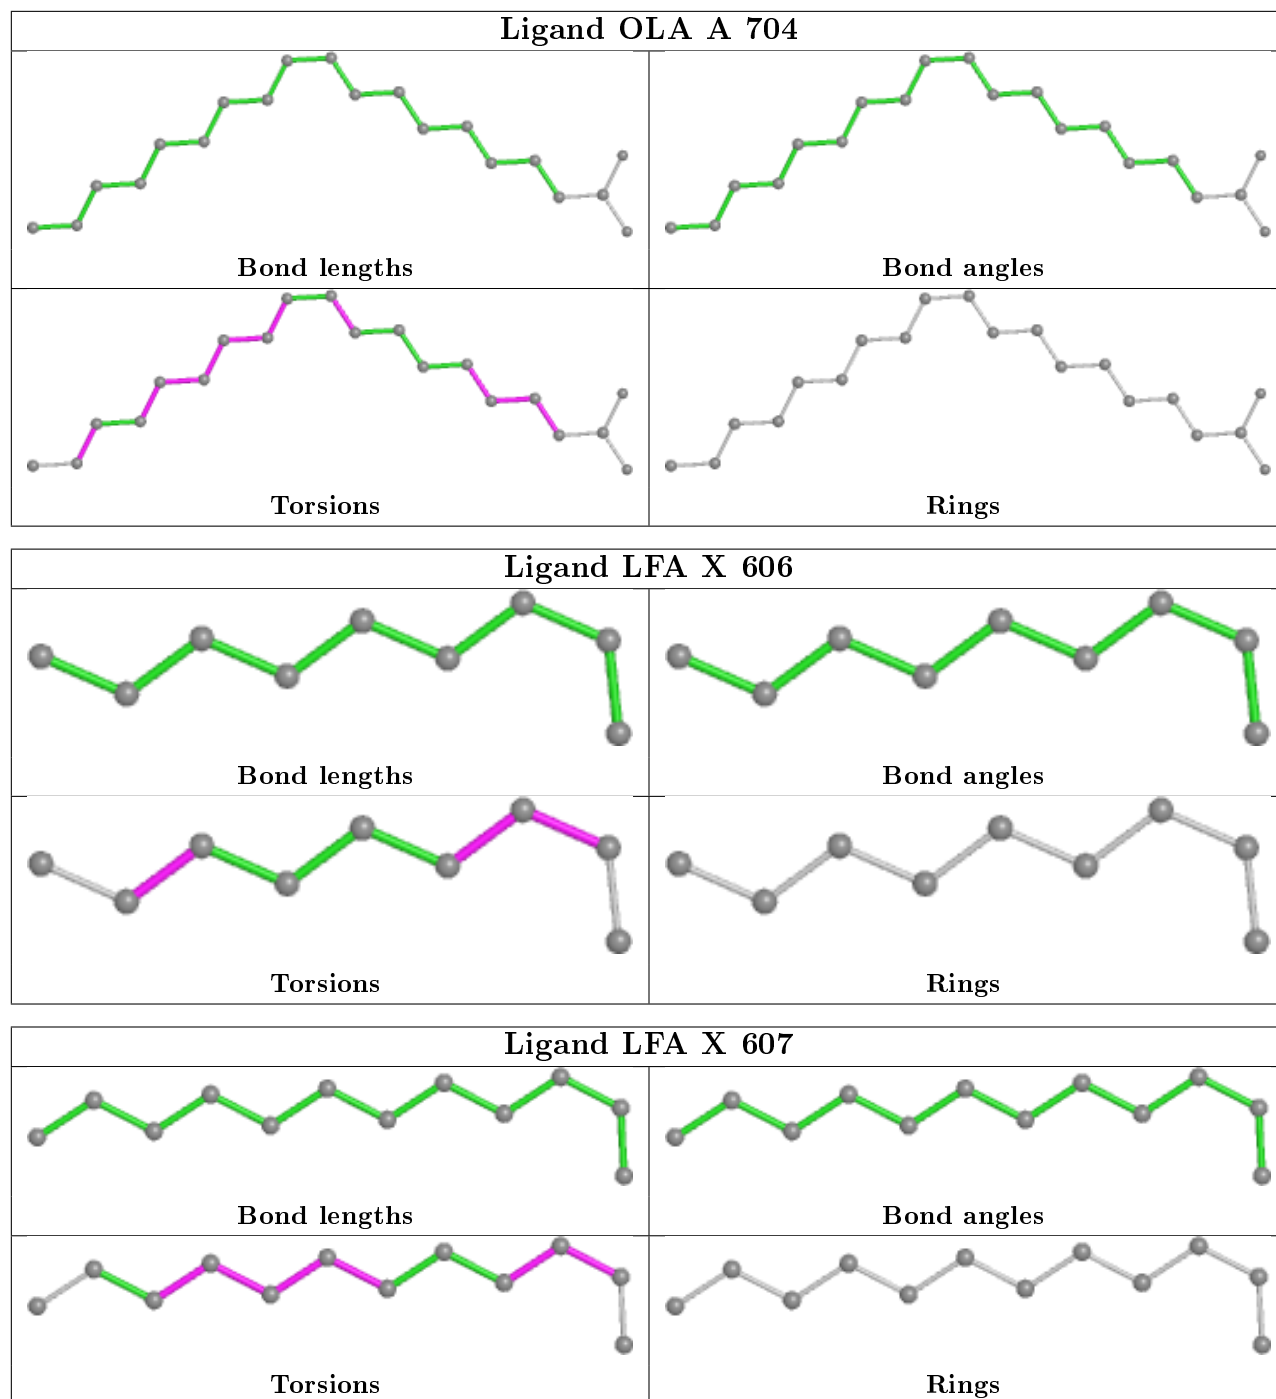 Ligand OLA A 704
Bond lengths
Bond angles
Torsions
Rings
Ligand LFA X 606
Bond lengths
Bond angles
Torsions
Rings
Ligand LFA X 607
Bond lengths
Bond angles
Torsions
Rings